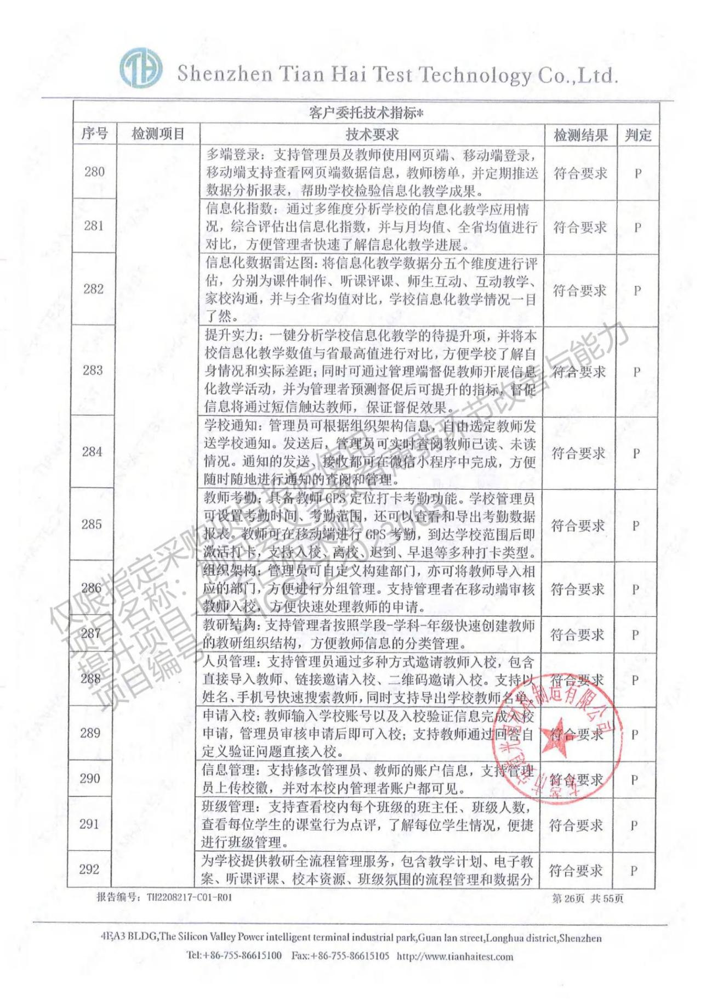 TH Shenzhen Tian Hai Test Technology Co.,Ltd.
客户委托技术指标*
序号 检测项目 技术要求 检测结果 判定
280 多端登录：支持管理员及教师使用网页端、移动端登录，
移动端支持查看网页端数据信息，教师榜单，并定期推送 符合要求 P
数据分析报表，帮助学校检验信息化教学成果。
281 信息化指数：通过多维度分析学校的信息化教学应用情
况，综合评估出信息化指数，并与月均值、全省均值进行 符合要求 P
对比，方便管理者快速了解信息化教学进展。
282 信息化数据雷达图：将信息化教学数据分五个维度进行评
估，分别为课件制作、听课评课、师生互动、互动教学、 符合要求 P
家校沟通，并与全省均值对比，学校信息化教学情况一目
了然。
283 提升实力：一键分析学校信息化教学的待提升项，并将本
校信息化教学数值与省最高值进行对比，方便学校了解自
身情况和实际差距；同时可通过管理端督促教师开展信息 符合要求 P
化教学活动，并为管理者预测督促后可提升的指标，督促
信息将通过短信触达教师，保证督促效果。
284 学校通知：管理员可根据组织架构信息，自由选定教师发
送学校通知。发送后，管理员可实时查阅教师已读、未读 符合要求 P
情况。通知的发送、接收都可在微信小程序中完成，方便
随时随地进行通知的查阅和管理。
285 教师考勤：具备教师 GPS 定位打卡考勤功能。学校管理员
可设置考勤时间、考勤范围，还可以查看和导出考勤数据 符合要求 P
报表。教师可在移动端进行 GPS 考勤，到达学校范围后即
激活打卡，支持入校、离校、迟到、早退等多种打卡类型。
286 组织架构：管理员可自定义构建部门，亦可将教师导入相
应的部门，方便进行分组管理。支持管理者在移动端审核 符合要求 P
教师入校，方便快速处理教师的申请。
287 教研结构：支持管理者按照学段-学科-年级快速创建教师
的教研组织结构，方便教师信息的分类管理。 符合要求 P
288 人员管理：支持管理员通过多种方式邀请教师入校，包含
直接导入教师、链接邀请入校、二维码邀请入校。支持以 符合要求 P
姓名、手机号快速搜索教师，同时支持导出学校教师名单。
289 申请入校：教师输入学校账号以及入校验证信息完成入校
申请，管理员审核申请后即可入校；支持教师通过回答自 符合要求 P
定义验证问题直接入校。
290 信息管理：支持修改管理员、教师的账户信息，支持管理
员上传校徽，并对本校内管理者账户都可见。 符合要求 P
291 班级管理：支持查看校内每个班级的班主任、班级人数，
查看每位学生的课堂行为点评，了解每位学生情况，便捷 符合要求 P
进行班级管理。
292 为学校提供教研全流程管理服务，包含教学计划、电子教
案、听课评课、校本资源、班级氛围的流程管理和数据分 符合要求 P
报告编号：TH2208217-C01-R01 第 26页 共 55页
4F,A3 BLDG,The Silicon Valley Power intelligent terminal industrial park,Guan lan street,Longhua district,Shenzhen
Tel:+86-755-86615100 Fax:+86-755-86615105 http://www.tianhaitest.com
仅限指定采购项目投标使用
提升项目